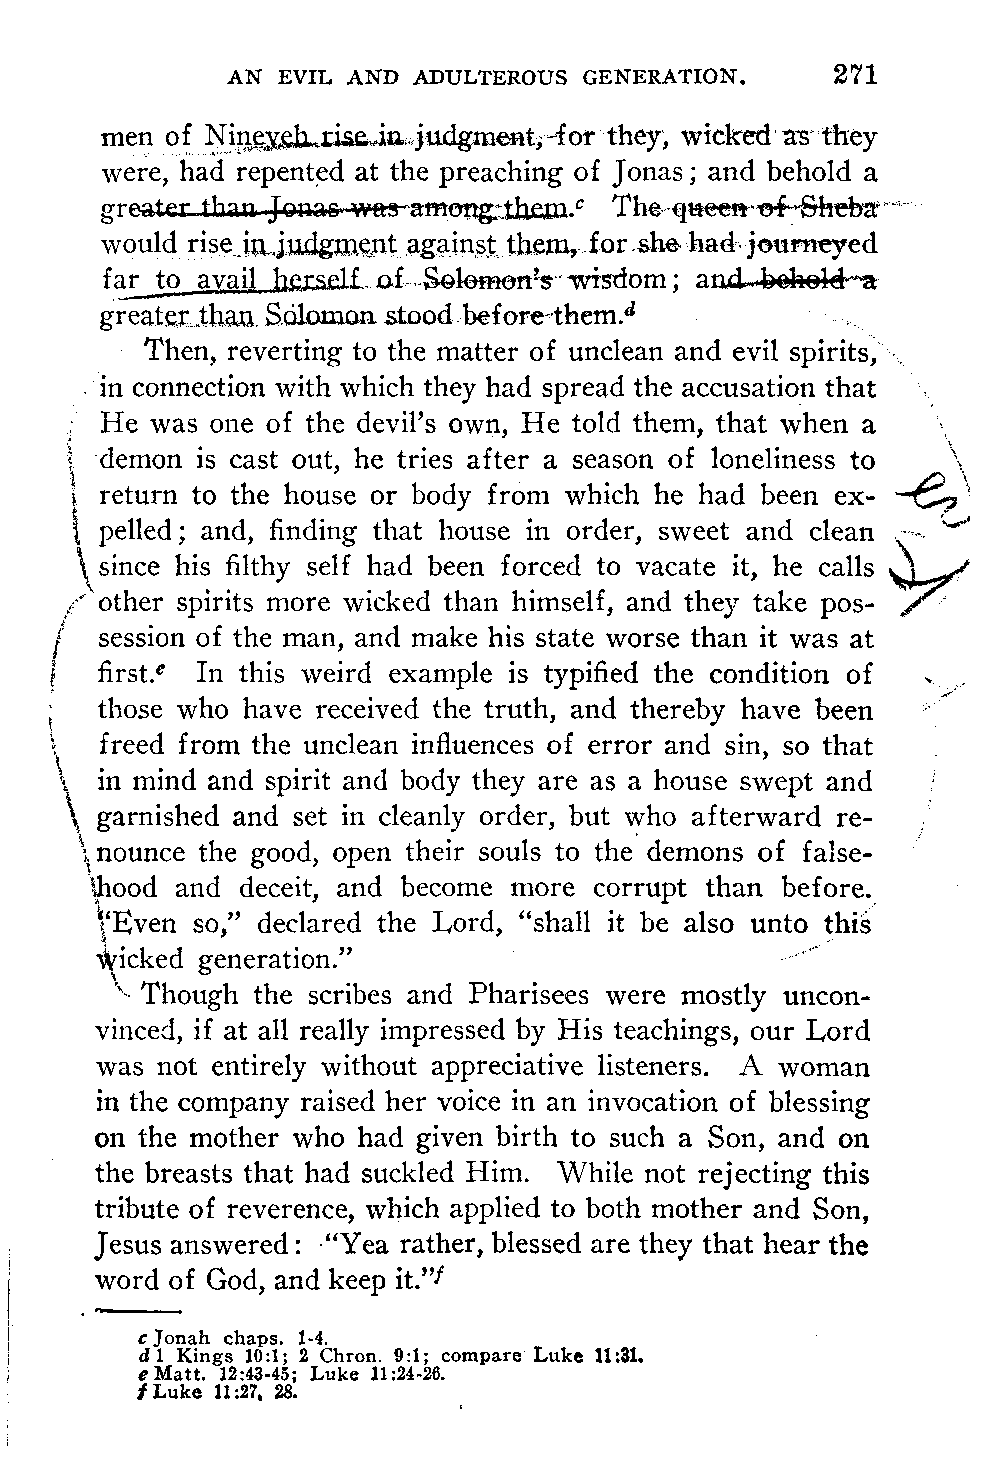 AN EVIL AND ADULTEROUS GENERATION. 271
men of Nineveh rise in judgment, for they, wicked as they
were, had repented at the preaching of Jonas; and behold a
greater than Jonas was among them.c The queen of Sheba
would rise in judgment against them, for she had journeyed
far to avail herself of Solomon's wisdom; and behold a
greater than Solomon stood before them.d
Then, reverting to the matter of unclean and evil spirits,
in connection with which they had spread the accusation that
He was one of the devil's own, He told them, that when a
demon is cast out, he tries after a season of loneliness to
return to the house or body from which he had been ex-
pelled; and, finding that house in order, sweet and clean
since his filthy self had been forced to vacate it, he calls
other spirits more wicked than himself, and they take pos-
session of the man, and make his state worse than it was at
first.e In this weird example is typified the condition of
those who have received the truth, and thereby have been
freed from the unclean influences of error and sin, so that
in mind and spirit and body they are as a house swept and
garnished and set in cleanly order, but who afterward re-
nounce the good, open their souls to the demons of false-
hood and deceit, and become more corrupt than before.
"Even so," declared the Lord, "shall it be also unto this
wicked generation."
Though the scribes and Pharisees were mostly uncon-
vinced, if at all really impressed by His teachings, our Lord
was not entirely without appreciative listeners. A woman
in the company raised her voice in an invocation of blessing
on the mother who had given birth to such a Son, and on
the breasts that had suckled Him. While not rejecting this
tribute of reverence, which applied to both mother and Son,
Jesus answered: "Yea rather, blessed are they that hear the
word of God, and keep it."f
c Jonah chaps. 1-4.
d 1 Kings 10:1; 2 Chron. 9:1; compare Luke 11:31.
e Matt. 12:43-45; Luke 11:24-26.
f Luke 11:27, 28.